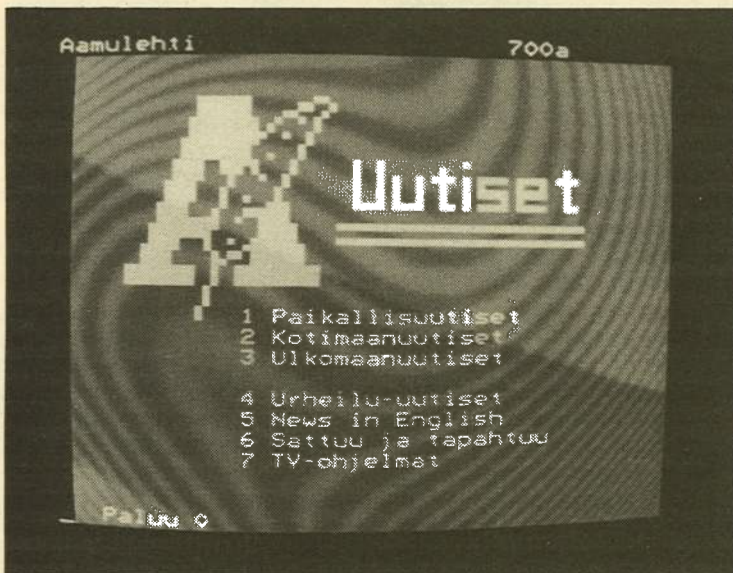 Aamulehti 700a
Uutiset
1 Paikallisuutiset
2 Kotimaanuutiset
3 Ulkomaanuutiset
4 Urheilu-uutiset
5 News in English
6 Sattuu ja tapahtuu
7 TV-ohjelmat
Paluu 0